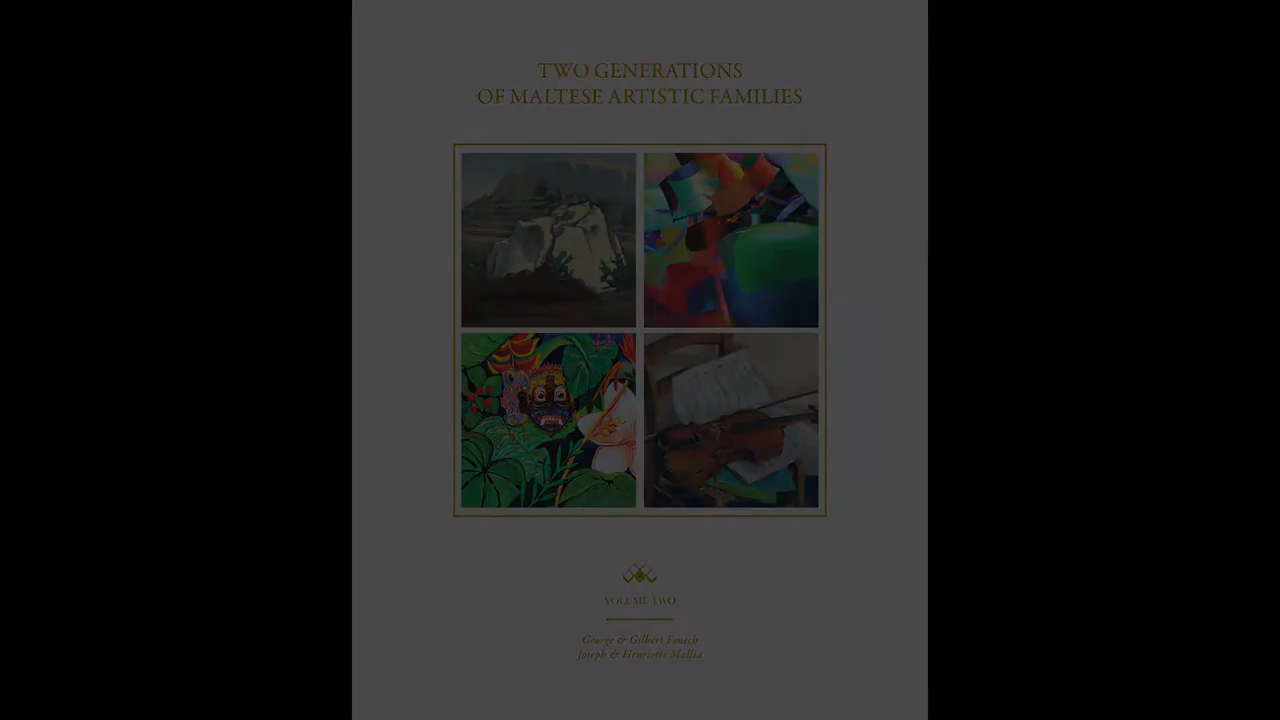 TWO GENERATIONS
OF MALTESE ARTISTIC FAMILIES
VOLUME TWO
George & Gilbert Fenech
Joseph & Henriette Mallia